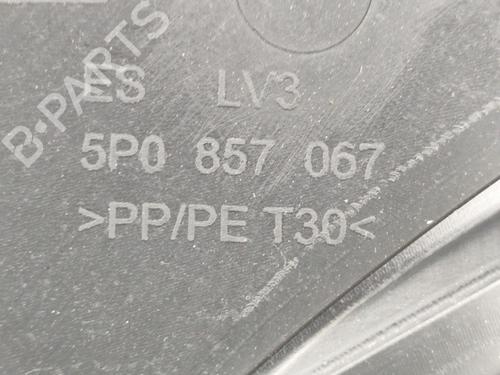 B-PARTS
ES LV3
5P0 857 067
>PP/PE T30<